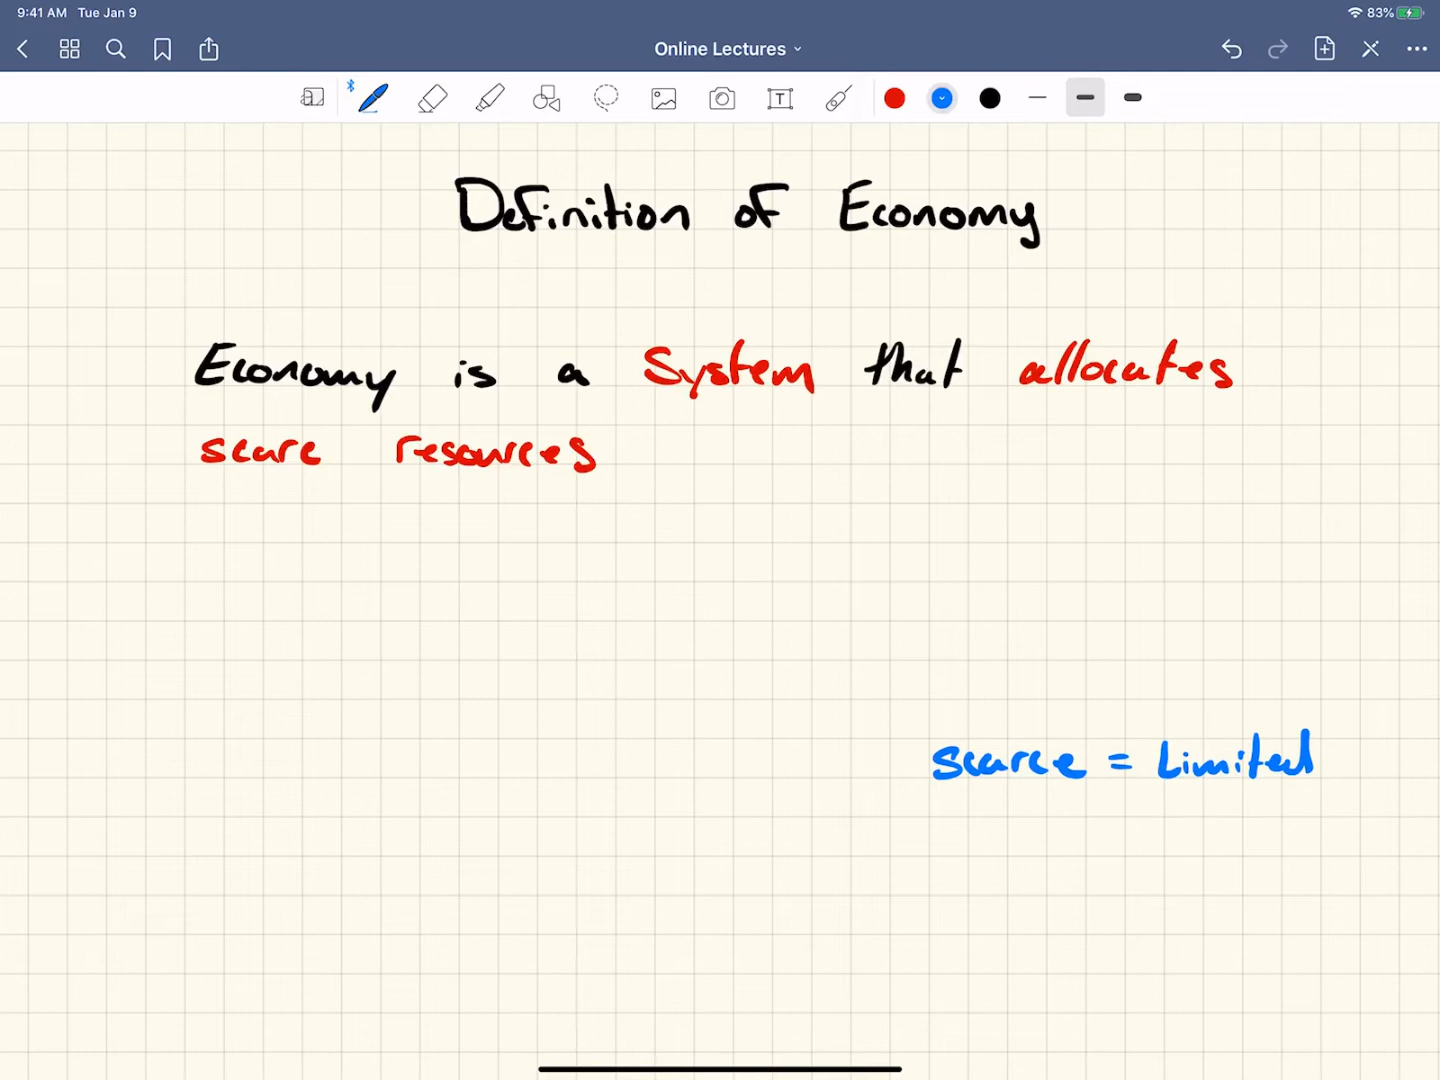 9:41 AM Tue Jan 9
83%
Online Lectures
Definition of Economy
Economy is a System that allocates
scarc resources
scarce = Limited